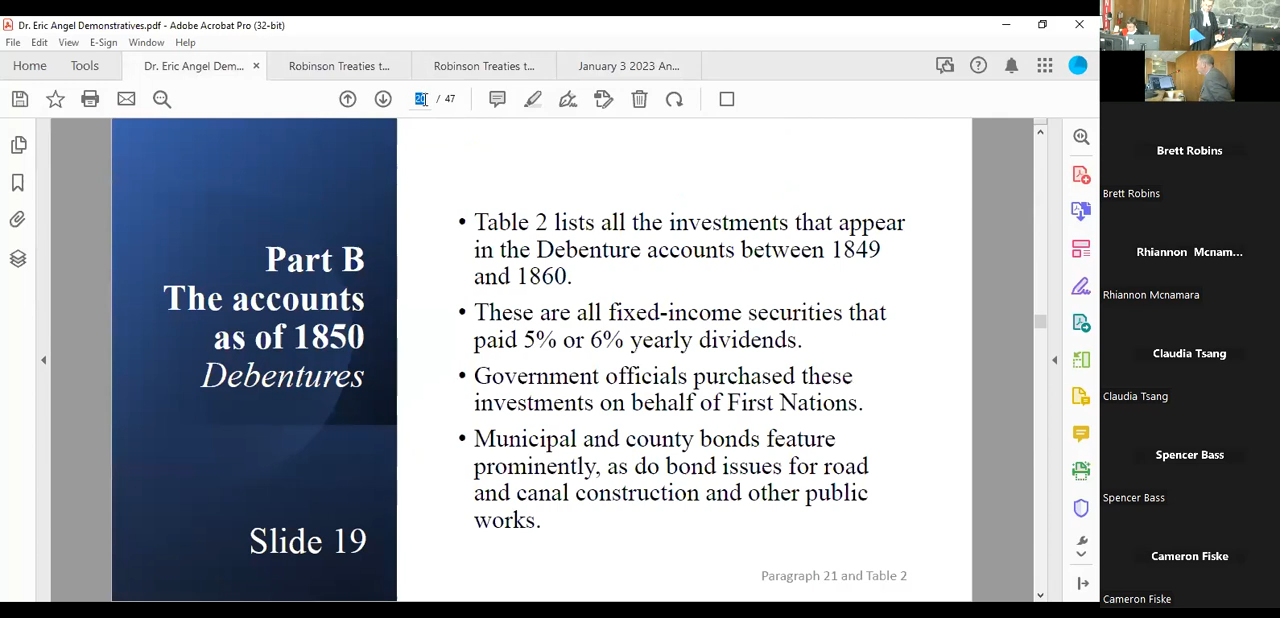 Dr. Eric Angel Demonstratives.pdf - Adobe Acrobat Pro (32-bit)
File Edit View E-Sign Window Help
Home Tools Dr. Eric Angel Dem... × Robinson Treaties t... Robinson Treaties t... January 3 2023 An...
20 / 47
Part B
The accounts
as of 1850
Debentures
Slide 19
• Table 2 lists all the investments that appear
in the Debenture accounts between 1849
and 1860.
• These are all fixed-income securities that
paid 5% or 6% yearly dividends.
• Government officials purchased these
investments on behalf of First Nations.
• Municipal and county bonds feature
prominently, as do bond issues for road
and canal construction and other public
works.
Paragraph 21 and Table 2
Brett Robins
Brett Robins
Rhiannon Mcnam...
Rhiannon Mcnamara
Claudia Tsang
Claudia Tsang
Spencer Bass
Spencer Bass
Cameron Fiske
Cameron Fiske